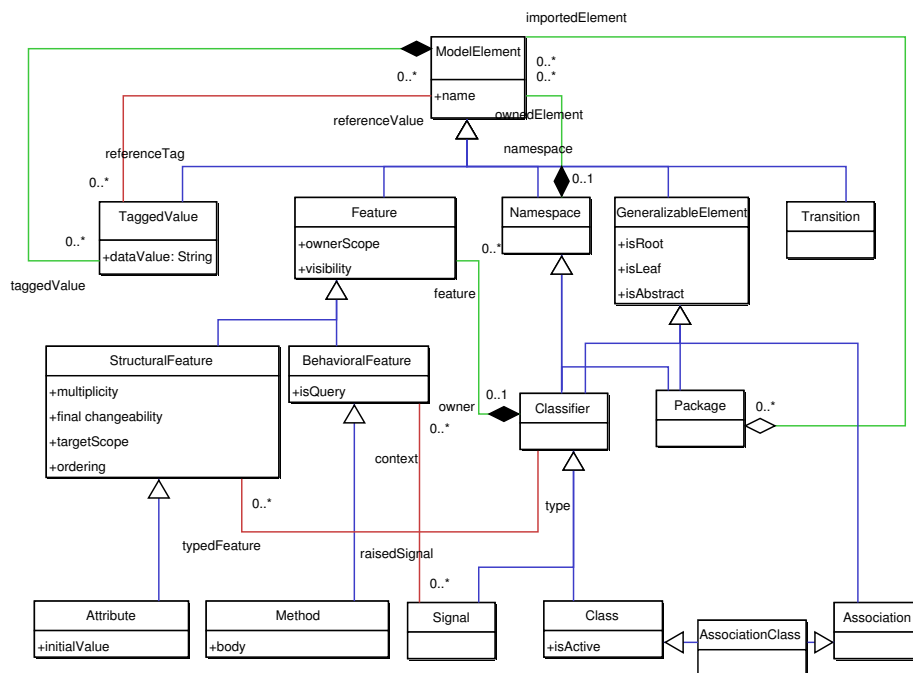 importedElement
ModelElement
0..*
0..*
0..*
+name
ownedElement
referenceValue
namespace
referenceTag
0..*
0..1
TaggedValue
Feature
Namespace
GeneralizableElement
Transition
0..*
+dataValue: String
+ownerScope
0..*
+isRoot
+visibility
+isLeaf
taggedValue
feature
+isAbstract
StructuralFeature
BehavioralFeature
+multiplicity
+isQuery
0..1
+final changeability
owner
Classifier
Package
0..*
0..*
+targetScope
context
+ordering
0..*
type
typedFeature
raisedSignal
0..*
Attribute
Method
Signal
Class
Association
+initialValue
+body
+isActive
AssociationClass